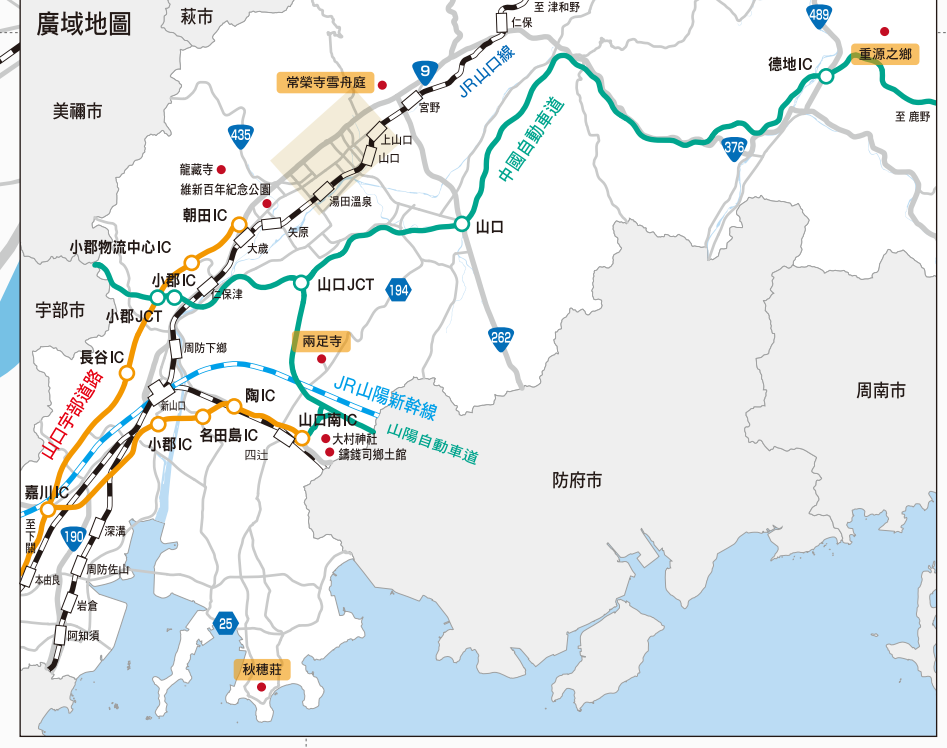 廣域地圖
萩市
至 津和野
仁保
489
重源之鄉
德地IC
至 鹿野
JR山口線
9
常榮寺雪舟庭
宮野
美禰市
435
上山口
山口
中國自動車道
376
龍藏寺
維新百年紀念公園
湯田溫泉
朝田IC
矢原
大歲
山口
小郡物流中心IC
小郡IC
仁保津
山口JCT
194
宇部市
小郡JCT
262
兩足寺
周防下鄉
長谷IC
JR山陽新幹線
周南市
山口宇部道路
新山口
陶IC
山口南IC
小郡IC
名田島IC
山陽自動車道
大村神社
四辻
鑄錢司鄉土館
防府市
嘉川IC
至下關
190
深溝
本由良
周防佐山
岩倉
25
阿知須
秋穗莊